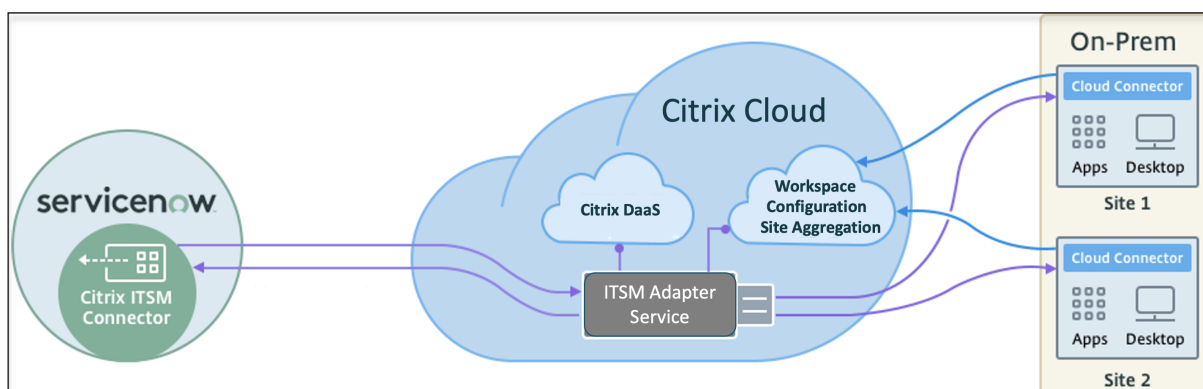 servicenow
Citrix ITSM
Connector
Citrix Cloud
Citrix DaaS
Workspace
Configuration
Site Aggregation
ITSM Adapter
Service
On-Prem
Cloud Connector
Apps
Desktop
Site 1
Cloud Connector
Apps
Desktop
Site 2